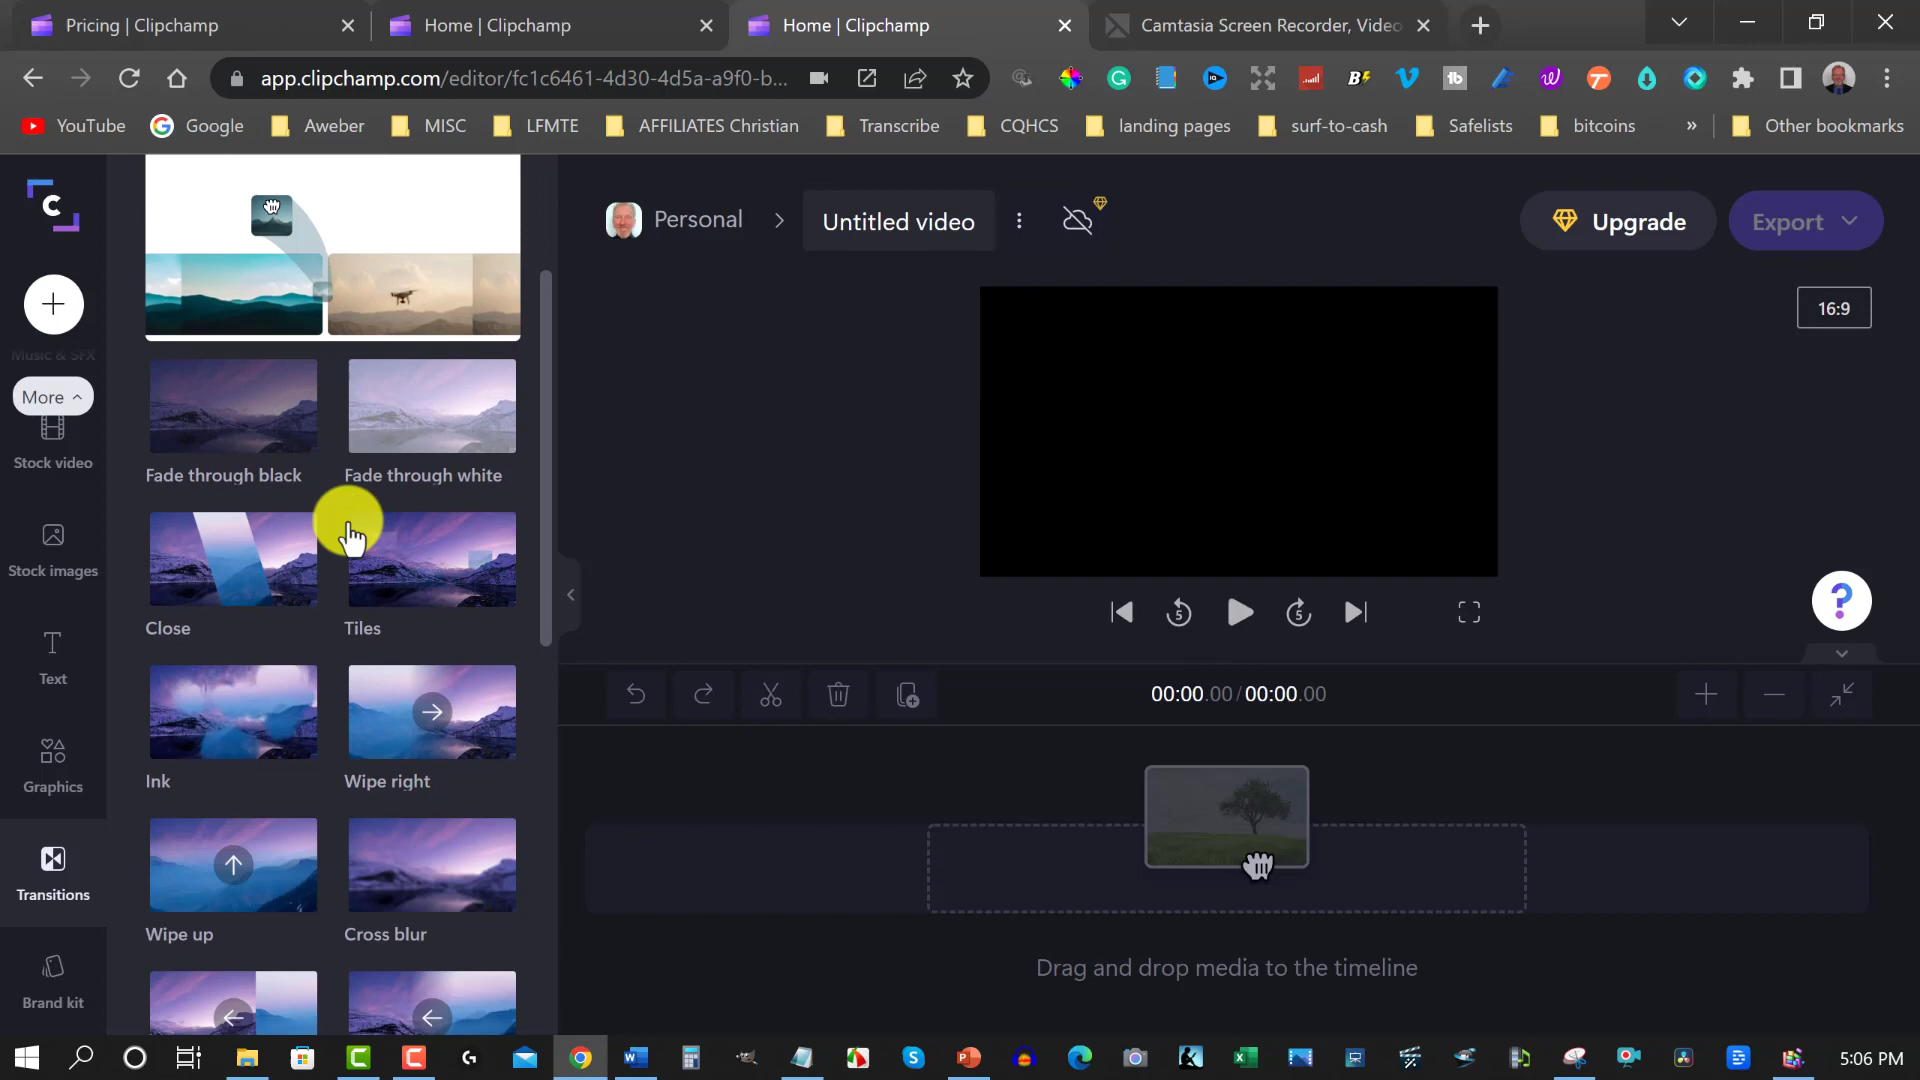 Pricing | Clipchamp
Home | Clipchamp
Home | Clipchamp
Camtasia Screen Recorder, Video
app.clipchamp.com/editor/fc1c6461-4d30-4d5a-a9f0-b...
YouTube
Google
Aweber
MISC
LFMTE
AFFILIATES Christian
Transcribe
CQHCS
landing pages
surf-to-cash
Safelists
bitcoins
»
Other bookmarks
Personal
Untitled video
Upgrade
Export
16:9
Music & SFX
More
Stock video
Stock images
Text
Graphics
Transitions
Brand kit
Fade through black
Fade through white
Close
Tiles
Ink
Wipe right
Wipe up
Cross blur
5
5
?
00:00.00 / 00:00.00
Drag and drop media to the timeline
5:06 PM